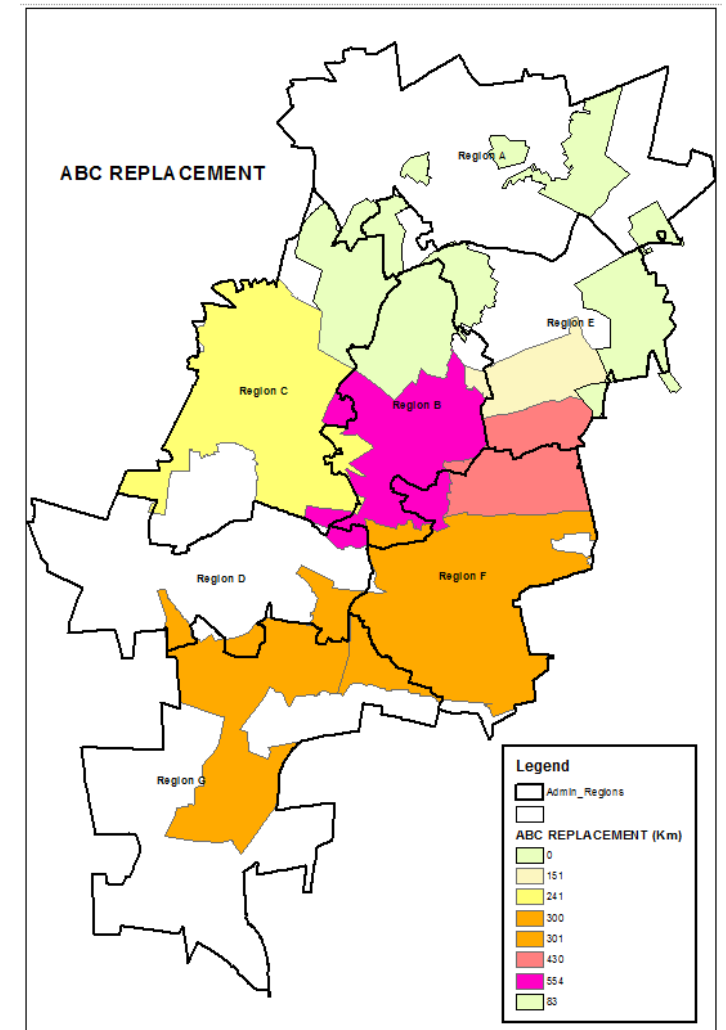 Region A
ABC REPLACEMENT
Region E
Region C
Region B
Region D
Region F
Region G
Legend
Admin_Regions
ABC REPLACEMENT (Km)
0
151
241
300
301
430
554
83